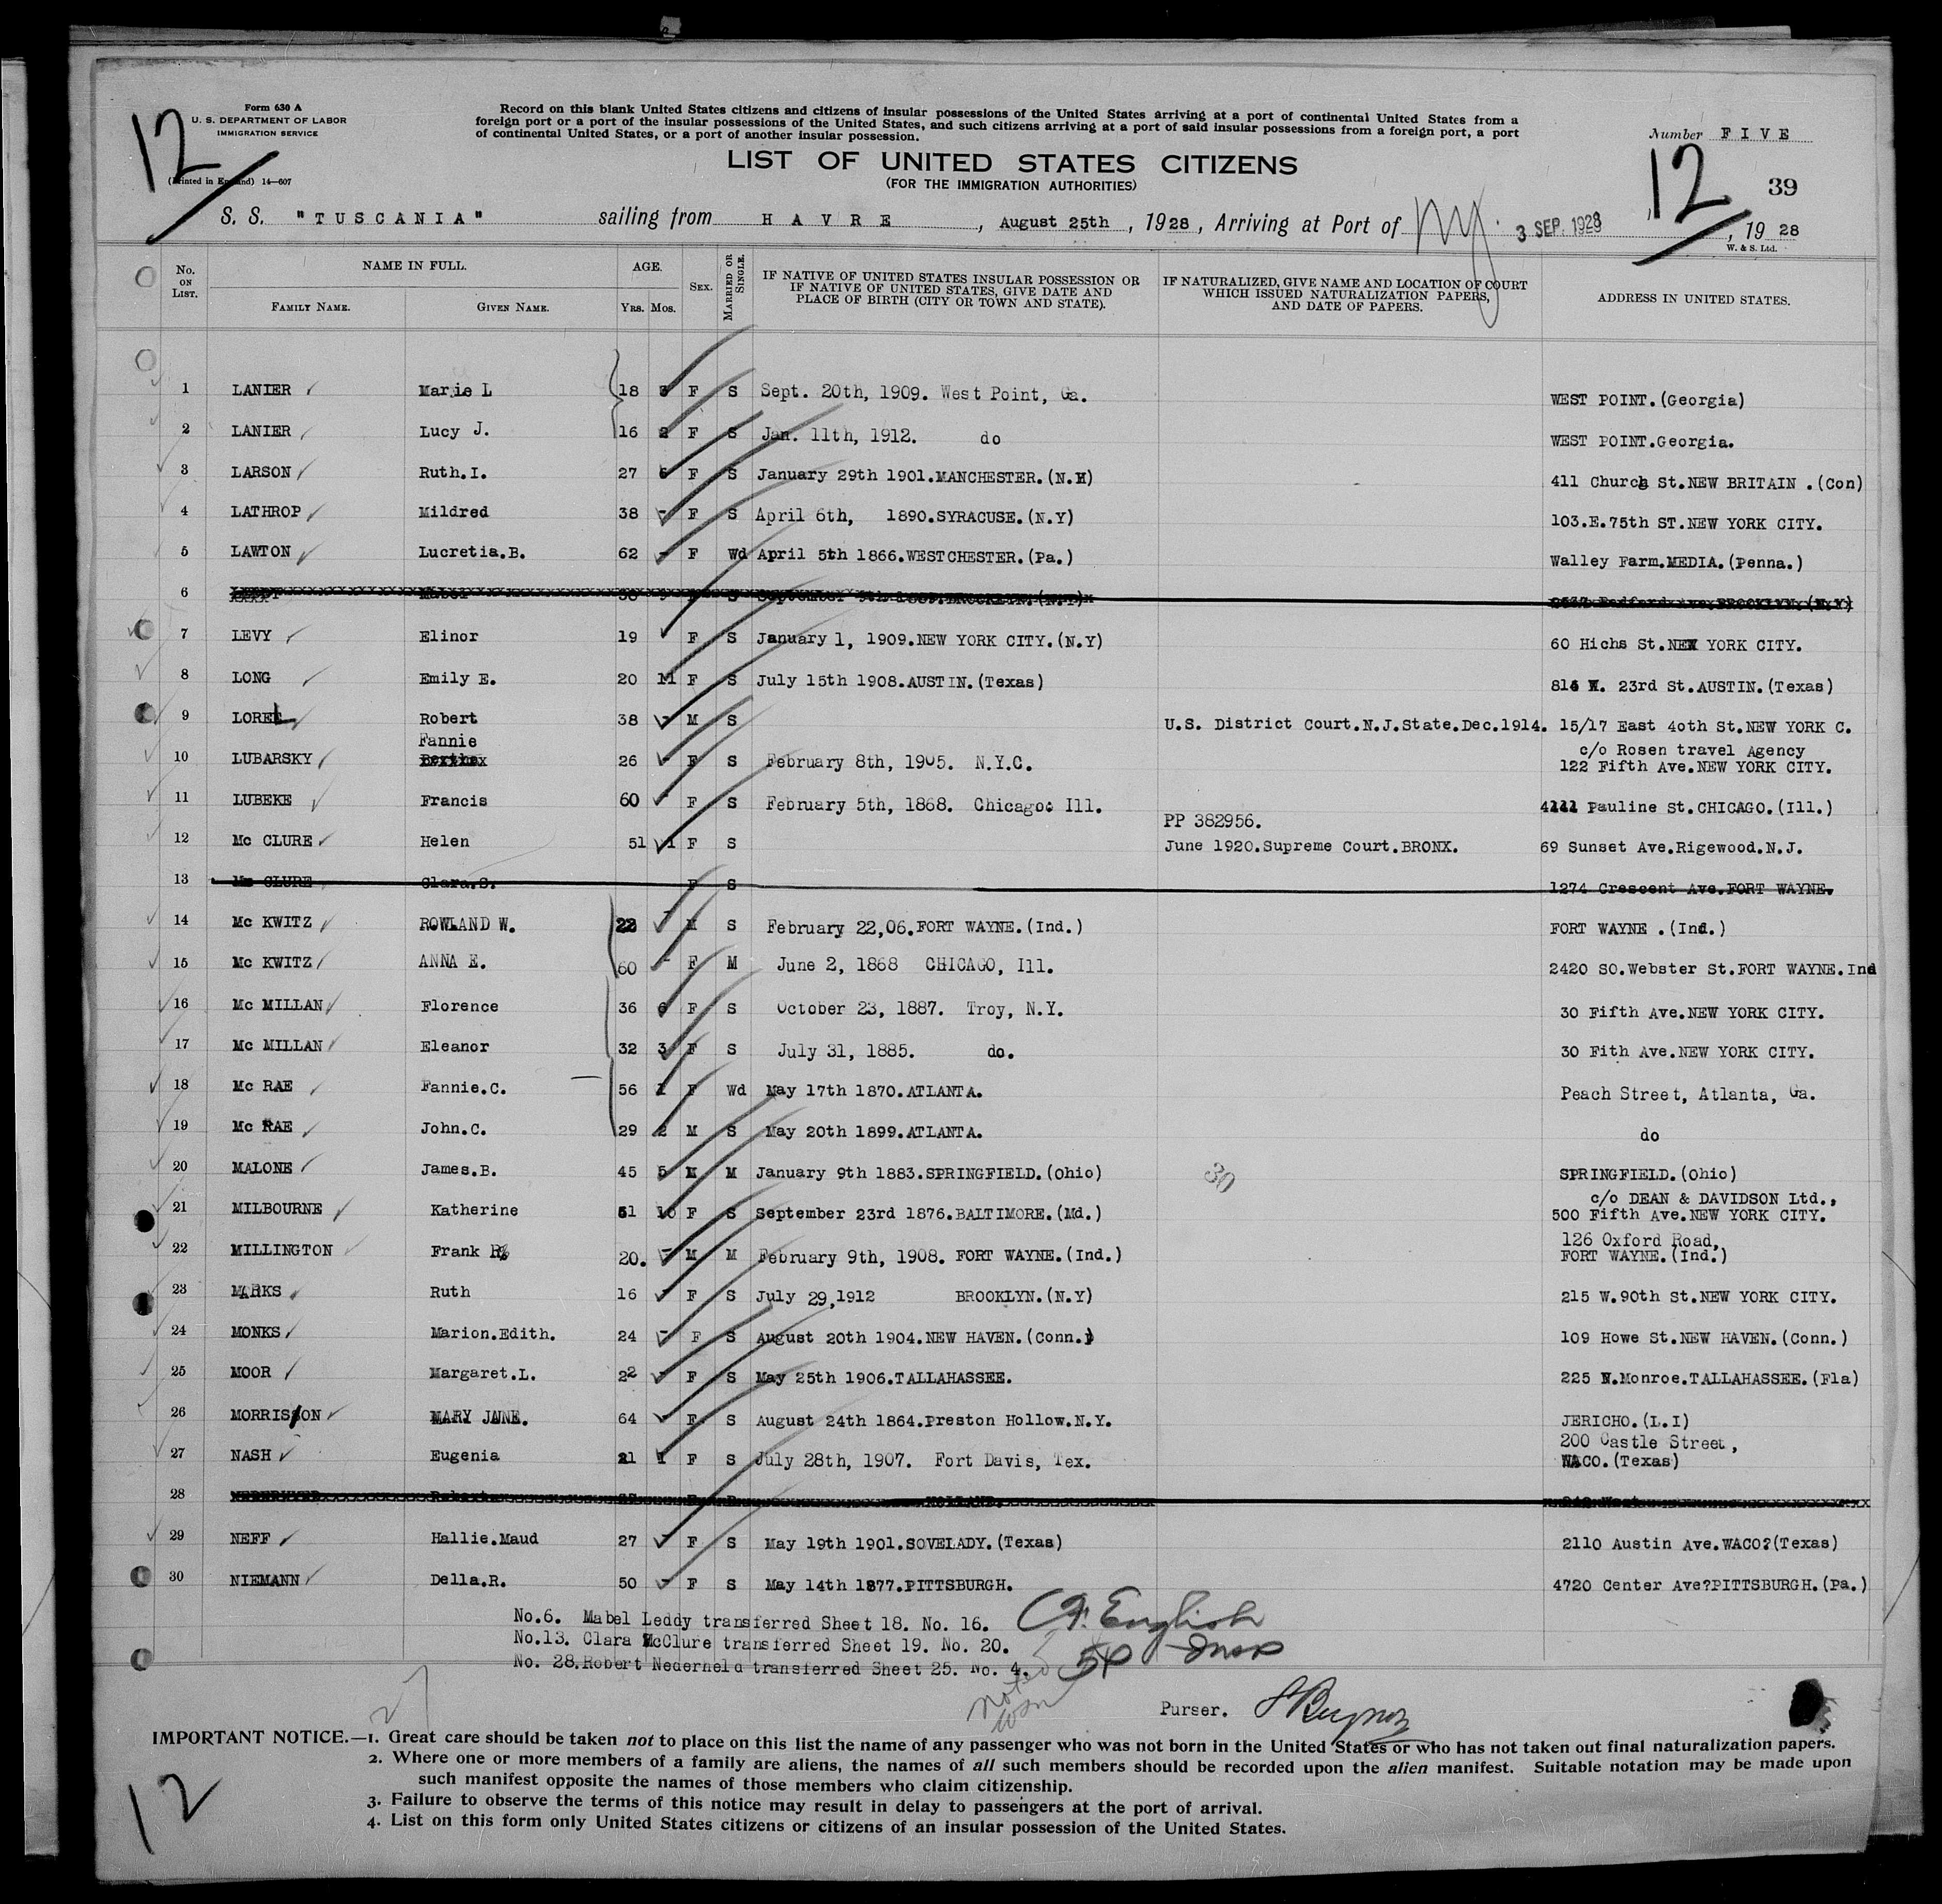 12
Form 630 A
U. S. DEPARTMENT OF LABOR
IMMIGRATION SERVICE
(Printed in England) 14—607
Record on this blank United States citizens and citizens of insular possessions of the United States arriving at a port of continental United States from a
foreign port or a port of the insular possessions of the United States, and such citizens arriving at a port of said insular possessions from a foreign port, a port
of continental United States, or a port of another insular possession.
Number FIVE
LIST OF UNITED STATES CITIZENS
(FOR THE IMMIGRATION AUTHORITIES)
12
39
S. S. "TUSCANIA" sailing from HAVRE, August 25th, 1928, Arriving at Port of NY. 3 SEP. 1928, 1928
W. & S. Ltd.
No. ON LIST. NAME IN FULL. FAMILY NAME. GIVEN NAME. AGE. Yrs. Mos. SEX. MARRIED OR SINGLE. IF NATIVE OF UNITED STATES INSULAR POSSESSION OR IF NATIVE OF UNITED STATES, GIVE DATE AND PLACE OF BIRTH (CITY OR TOWN AND STATE). IF NATURALIZED, GIVE NAME AND LOCATION OF COURT WHICH ISSUED NATURALIZATION PAPERS, AND DATE OF PAPERS. ADDRESS IN UNITED STATES.
1 LANIER Marie L 18 F S Sept. 20th, 1909. West Point, Ga. WEST POINT.(Georgia)
2 LANIER Lucy J. 16 2 F S Jan. 11th, 1912. do WEST POINT.Georgia.
3 LARSON Ruth.I. 27 6 F S January 29th 1901.MANCHESTER.(N.H) 411 Church St.NEW BRITAIN .(Con)
4 LATHROP Mildred 38 - F S April 6th, 1890.SYRACUSE.(N.Y) 103.E.75th ST.NEW YORK CITY.
5 LAWTON Lucretia.B. 62 - F Wd April 5th 1866.WESTCHESTER.(Pa.) Walley Farm.MEDIA.(Penna.)
6 Mabel
7 LEVY Elinor 19 F S January 1, 1909.NEW YORK CITY.(N.Y) 60 Hichs St.NEW YORK CITY.
8 LONG Emily E. 20 11 F S July 15th 1908.AUSTIN.(Texas) 816 W. 23rd St.AUSTIN.(Texas)
9 LOREL Robert 38 - M S U.S. District Court.N.J.State.Dec.1914. 15/17 East 4oth St.NEW YORK C.
10 LUBARSKY Fannie Bertha 26 - F S February 8th, 1905. N.Y.C. c/o Rosen travel Agency
122 Fifth Ave.NEW YORK CITY.
11 LUBEKE Francis 60 - F S February 5th, 1868. Chicago: Ill. 4111 Pauline St.CHICAGO.(Ill.)
PP 382956.
12 Mc CLURE Helen 51 1 F S June 1920.Supreme Court.BRONX. 69 Sunset Ave.Rigewood.N.J.
13 Mc CLURE Clara.S. F S 1274 Crescent Ave.FORT WAYNE.
14 Mc KWITZ ROWLAND W. 22 - M S February 22,06.FORT WAYNE.(Ind.) FORT WAYNE .(Ind.)
15 Mc KWITZ ANNA E. 60 - F M June 2, 1868 CHICAGO, Ill. 2420 SO.Webster St.FORT WAYNE.Ind
16 Mc MILLAN Florence 36 6 F S October 23, 1887. Troy, N.Y. 30 Fifth Ave.NEW YORK CITY.
17 Mc MILLAN Eleanor 32 3 F S July 31, 1885. do. 30 Fith Ave.NEW YORK CITY.
18 Mc RAE Fannie.C. 56 1 F Wd May 17th 1870.ATLANTA. Peach Street, Atlanta, Ga.
19 Mc RAE John.C. 29 2 M S May 20th 1899.ATLANTA. do
20 MALONE James.B. 45 5 M M January 9th 1883.SPRINGFIELD.(Ohio) 30 SPRINGFIELD.(Ohio)
21 MILBOURNE Katherine 51 10 F S September 23rd 1876.BALTIMORE.(Md.) c/o DEAN & DAVIDSON Ltd.,
500 Fifth Ave.NEW YORK CITY.
22 MILLINGTON Frank 20. - M M February 9th, 1908. FORT WAYNE.(Ind.) 126 Oxford Road,
FORT WAYNE.(Ind.)
23 MARKS Ruth 16 - F S July 29,1912 BROOKLYN.(N.Y) 215 W.90th St.NEW YORK CITY.
24 MONKS Marion.Edith. 24 - F S August 20th 1904.NEW HAVEN.(Conn.) 109 Howe St.NEW HAVEN.(Conn.)
25 MOOR Margaret.L. 22 - F S May 25th 1906.TALLAHASSEE. 225 N.Monroe.TALLAHASSEE.(Fla)
26 MORRISON MARY JANE. 64 F S August 24th 1864.Preston Hollow.N.Y. JERICHO.(L.I)
27 NASH Eugenia 21 1 F S July 28th, 1907. Fort Davis, Tex. 200 Castle Street,
WACO.(Texas)
28 HOLLAND.
29 NEFF Hallie.Maud 27 - F S May 19th 1901.SOVELADY.(Texas) 2110 Austin Ave.WACO?(Texas)
30 NIEMANN Della.R. 50 - F S May 14th 1877.PITTSBURGH. 4720 Center Ave?PITTSBURGH.(Pa.)
No.6. Mabel Leddy transferred Sheet 18. No. 16.
No.13. Clara McClure transferred Sheet 19. No. 20.
No. 28.Robert Nederheld transferred Sheet 25. No. 4.
English
Insp
27
Purser.
IMPORTANT NOTICE.—1. Great care should be taken not to place on this list the name of any passenger who was not born in the United States or who has not taken out final naturalization papers.
2. Where one or more members of a family are aliens, the names of all such members should be recorded upon the alien manifest. Suitable notation may be made upon
such manifest opposite the names of those members who claim citizenship.
3. Failure to observe the terms of this notice may result in delay to passengers at the port of arrival.
4. List on this form only United States citizens or citizens of an insular possession of the United States.
12